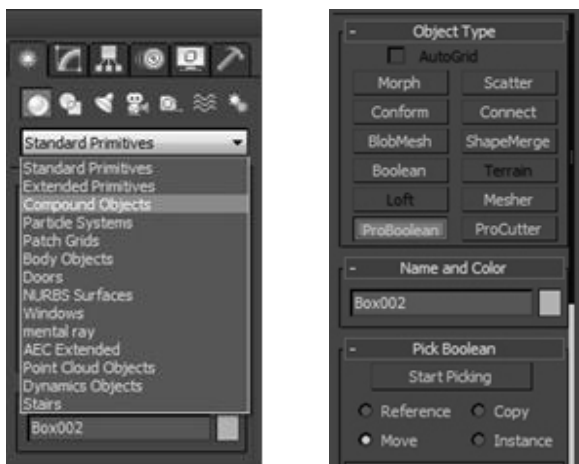 Standard Primitives
Standard Primitives
Extended Primitives
Compound Objects
Particle Systems
Patch Grids
Body Objects
Doors
NURBS Surfaces
Windows
mental ray
AEC Extended
Point Cloud Objects
Dynamics Objects
Stairs
Box002
- Object Type
AutoGrid
Morph Scatter
Conform Connect
BlobMesh ShapeMerge
Boolean Terrain
Loft Mesher
ProBoolean ProCutter
- Name and Color
Box002
- Pick Boolean
Start Picking
Reference Copy
Move Instance